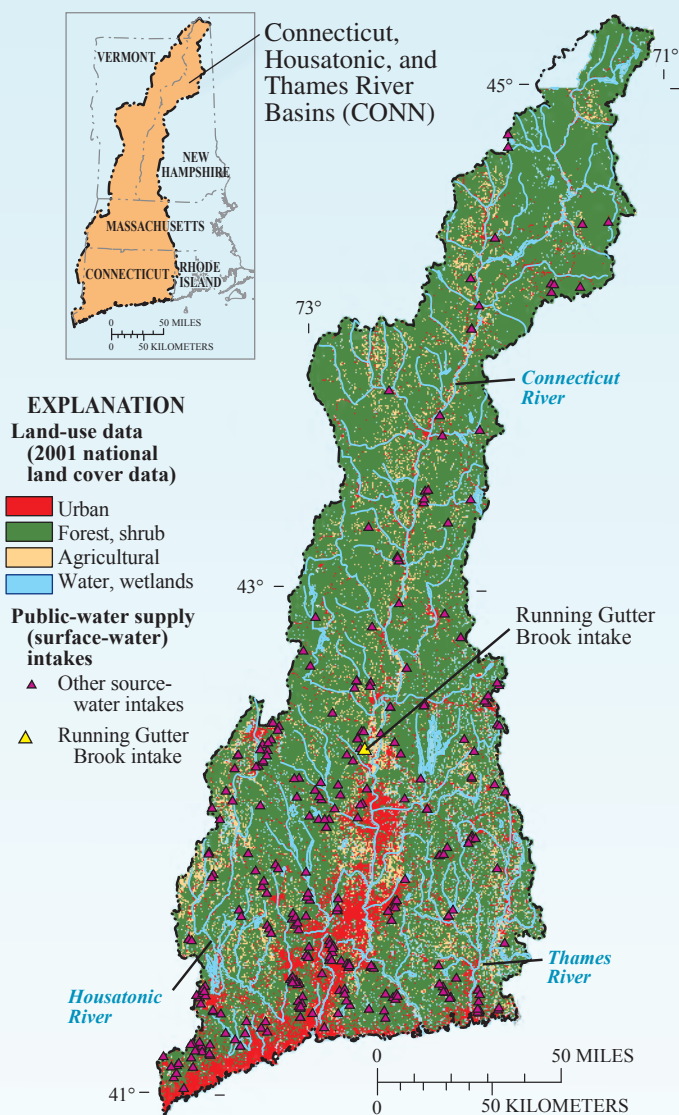 VERMONT
NEW
HAMPSHIRE
MASSACHUSETTS
CONNECTICUT
RHODE
ISLAND
0 50 MILES
0 50 KILOMETERS
Connecticut,
Housatonic, and
Thames River
Basins (CONN)
71°
45°
73°
Connecticut
River
EXPLANATION
Land-use data
(2001 national
land cover data)
Urban
Forest, shrub
Agricultural
Water, wetlands
Public-water supply
(surface-water)
intakes
Other source-
water intakes
Running Gutter
Brook intake
43°
Running Gutter
Brook intake
Housatonic
River
Thames
River
41°
0 50 MILES
0 50 KILOMETERS